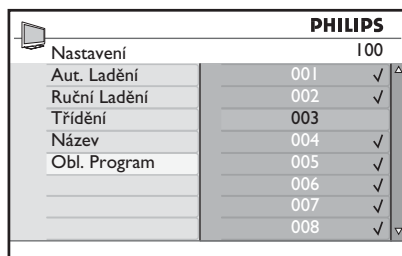 PHILIPS
Nastavení 100
Aut. Ladění 001 √
Ruční Ladění 002 √
Třídění 003
Název 004 √
Obl. Program 005 √
006 √
007 √
008 √